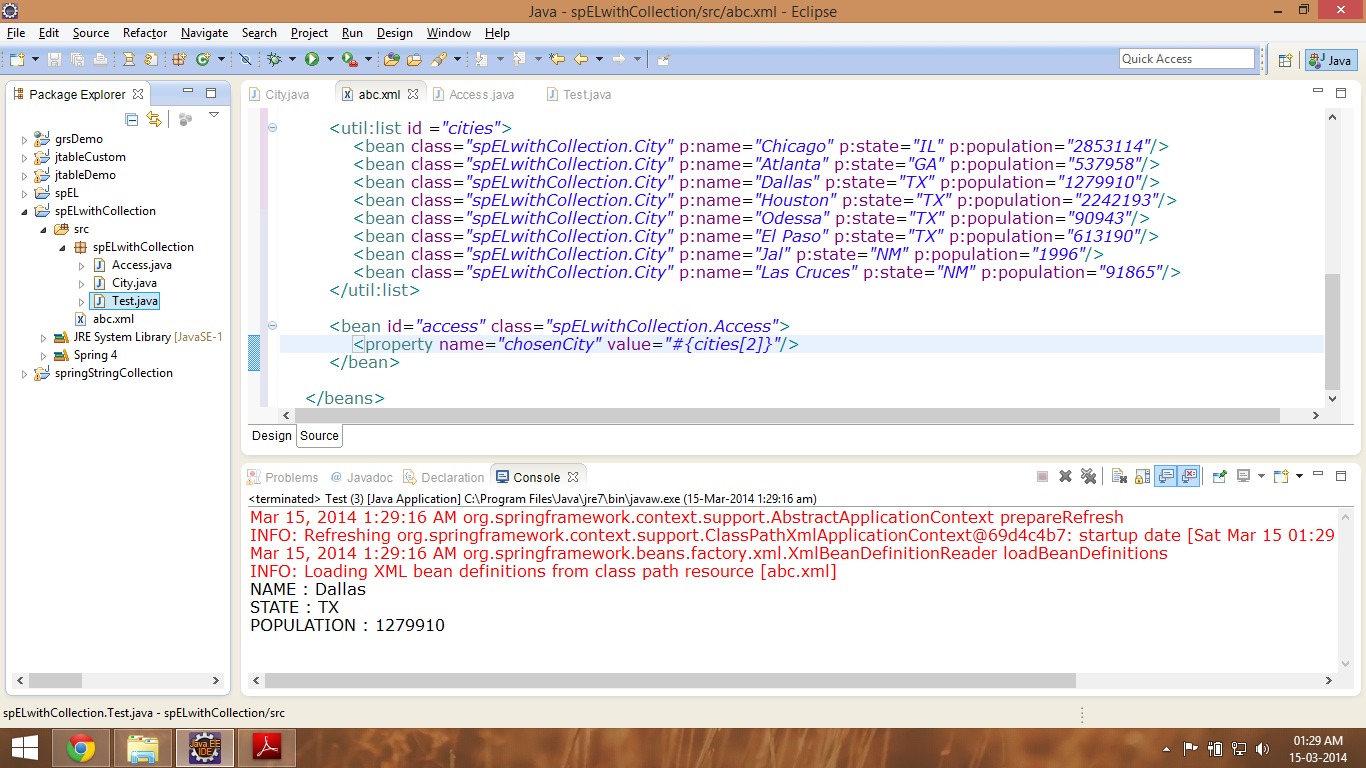 Java - spELwithCollection/src/abc.xml - Eclipse
File Edit Source Refactor Navigate Search Project Run Design Window Help
Quick Access
Java
Package Explorer
grsDemo
jtableCustom
jtableDemo
spEL
spELwithCollection
src
spELwithCollection
Access.java
City.java
Test.java
abc.xml
JRE System Library [JavaSE-1
Spring 4
springStringCollection
City.java abc.xml Access.java Test.java
<util:list id ="cities">
<bean class="spELwithCollection.City" p:name="Chicago" p:state="IL" p:population="2853114"/>
<bean class="spELwithCollection.City" p:name="Atlanta" p:state="GA" p:population="537958"/>
<bean class="spELwithCollection.City" p:name="Dallas" p:state="TX" p:population="1279910"/>
<bean class="spELwithCollection.City" p:name="Houston" p:state="TX" p:population="2242193"/>
<bean class="spELwithCollection.City" p:name="Odessa" p:state="TX" p:population="90943"/>
<bean class="spELwithCollection.City" p:name="El Paso" p:state="TX" p:population="613190"/>
<bean class="spELwithCollection.City" p:name="Jal" p:state="NM" p:population="1996"/>
<bean class="spELwithCollection.City" p:name="Las Cruces" p:state="NM" p:population="91865"/>
</util:list>
<bean id="access" class="spELwithCollection.Access">
<property name="chosenCity" value="#{cities[2]}"/>
</bean>
</beans>
Design Source
Problems @ Javadoc Declaration Console
<terminated> Test (3) [Java Application] C:\Program Files\Java\jre7\bin\javaw.exe (15-Mar-2014 1:29:16 am)
Mar 15, 2014 1:29:16 AM org.springframework.context.support.AbstractApplicationContext prepareRefresh
INFO: Refreshing org.springframework.context.support.ClassPathXmlApplicationContext@69d4c4b7: startup date [Sat Mar 15 01:29
Mar 15, 2014 1:29:16 AM org.springframework.beans.factory.xml.XmlBeanDefinitionReader loadBeanDefinitions
INFO: Loading XML bean definitions from class path resource [abc.xml]
NAME : Dallas
STATE : TX
POPULATION : 1279910
spELwithCollection.Test.java - spELwithCollection/src
Java EE
IDE
01:29 AM
15-03-2014